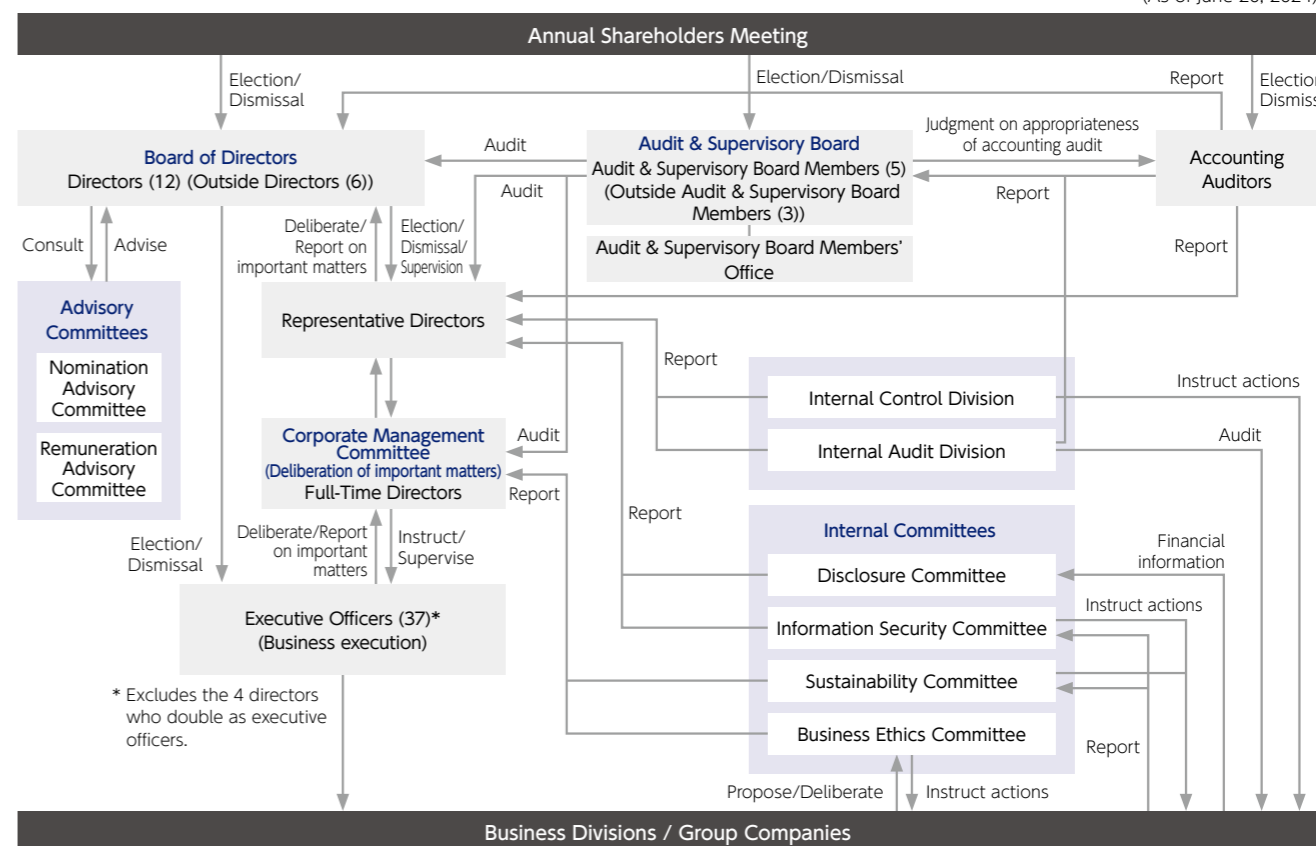 Annual Shareholders Meeting
Election/
Dismissal
Election/Dismissal
Report
Board of Directors
Directors (12) (Outside Directors (6))
Audit
Audit
Audit & Supervisory Board
Audit & Supervisory Board Members (5)
(Outside Audit & Supervisory Board
Members (3))
Audit & Supervisory Board Members'
Office
Judgment on appropriateness
of accounting audit
Report
Accounting
Auditors
Report
Consult
Advise
Deliberate/
Report on
important matters
Election/
Dismissal/
Supervision
Advisory
Committees
Nomination
Advisory
Committee
Remuneration
Advisory
Committee
Representative Directors
Report
Internal Control Division
Internal Audit Division
Instruct actions
Audit
Corporate Management
Committee
(Deliberation of important matters)
Full-Time Directors
Audit
Report
Report
Election/
Dismissal
Deliberate/Report
on important
matters
Instruct/
Supervise
Internal Committees
Disclosure Committee
Information Security Committee
Sustainability Committee
Business Ethics Committee
Financial
information
Instruct actions
Report
Executive Officers (37)*
(Business execution)
* Excludes the 4 directors
who double as executive
officers.
Propose/Deliberate
Instruct actions
Business Divisions / Group Companies